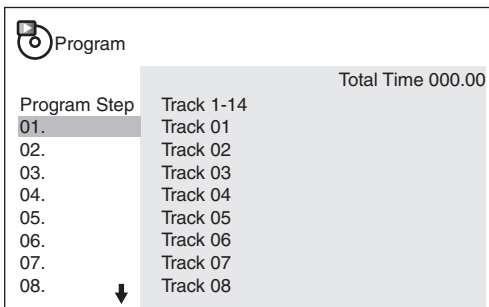 Program
Total Time 000.00
Program Step Track 1-14
01. Track 01
02. Track 02
03. Track 03
04. Track 04
05. Track 05
06. Track 06
07. Track 07
08. Track 08